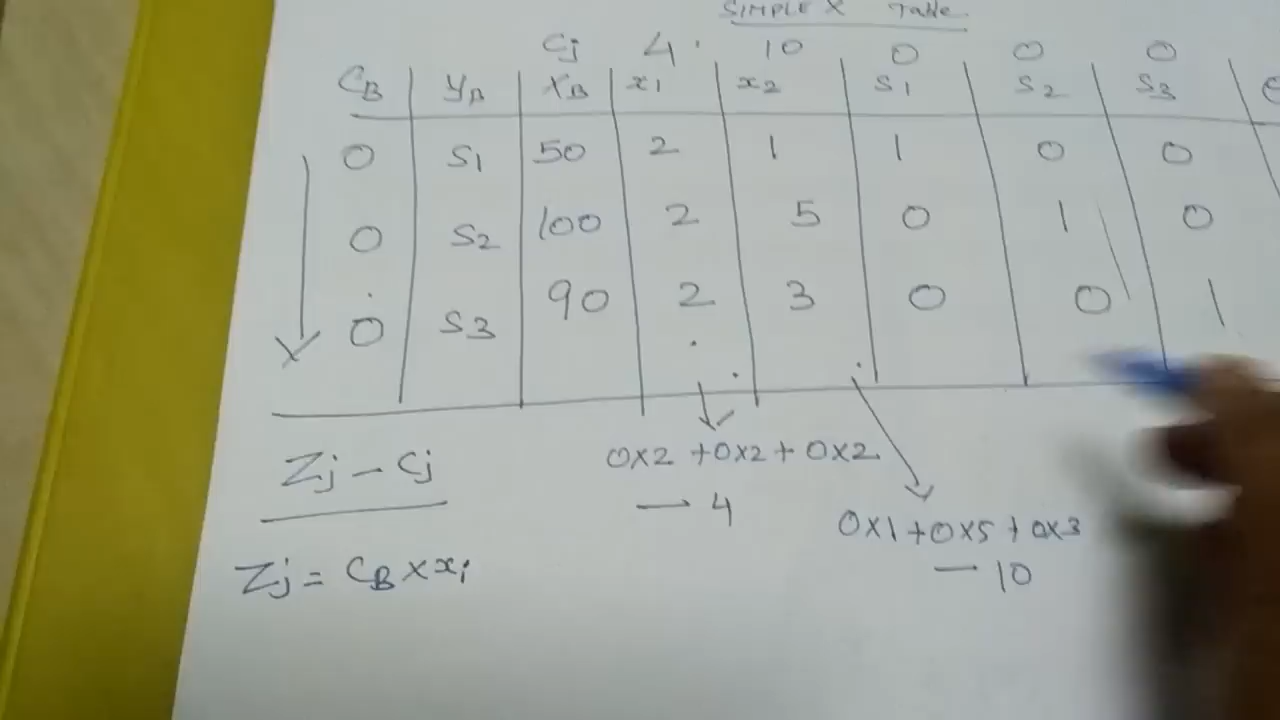 SIMPLEX Table
Cj 4 10 0 0 0
CB YB XB x1 x2 S1 S2 S3
0 S1 50 2 1 1 0 0
0 S2 100 2 5 0 1 0
0 S3 90 2 3 0 0 1
Zj - Cj
0x2 +0x2 + 0x2
— 4
0x1+0x5 + 0x3
— 10
Zj = CB x xi